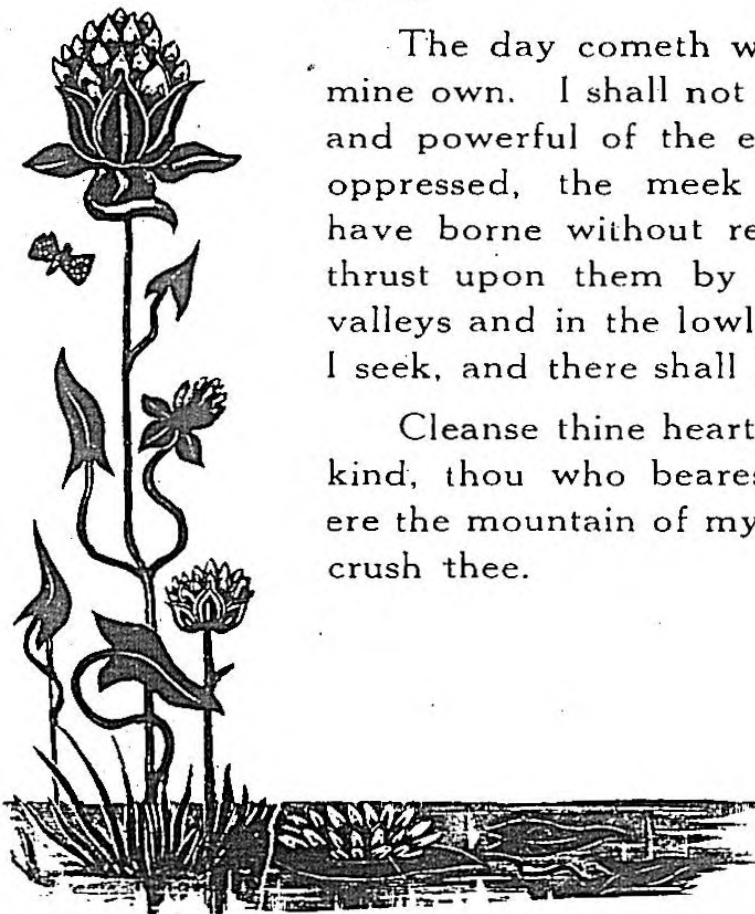 The day cometh w
mine own. I shall not
and powerful of the e
oppressed, the meek
have borne without re
thrust upon them by
valleys and in the lowl
I seek, and there shall
Cleanse thine heart
kind, thou who beares
ere the mountain of my
crush thee.